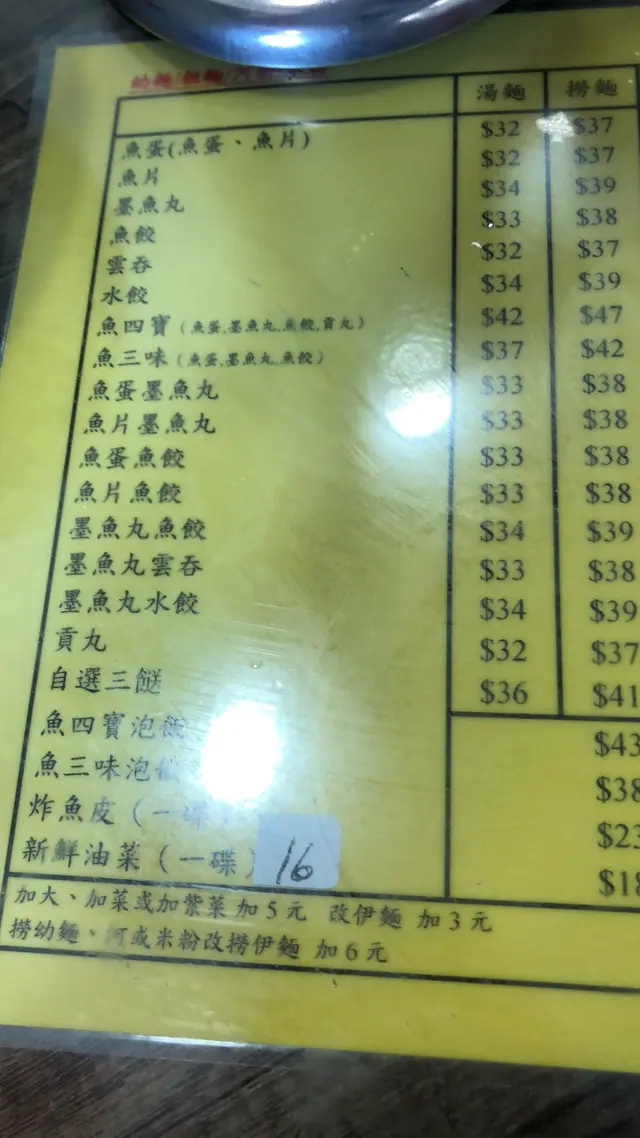 幼麵 粗麵
湯麵 撈麵
魚蛋(魚蛋、魚片) $32 $37
魚片 $32 $37
墨魚丸 $34 $39
魚餃 $33 $38
雲吞 $32 $37
水餃 $34 $39
魚四寶 (魚蛋,墨魚丸,魚餃,貢丸) $42 $47
魚三味 (魚蛋,墨魚丸,魚餃) $37 $42
魚蛋墨魚丸 $33 $38
魚片墨魚丸 $33 $38
魚蛋魚餃 $33 $38
魚片魚餃 $33 $38
墨魚丸魚餃 $34 $39
墨魚丸雲吞 $33 $38
墨魚丸水餃 $34 $39
貢丸 $32 $37
自選三餸 $36 $41
魚四寶泡飯 $43
魚三味泡飯 $38
炸魚皮 (一碟)
新鮮油菜 (一碟) 16
加大、加菜或加紫菜 加5元 改伊麵 加3元
撈幼麵、河或米粉改撈伊麵 加6元